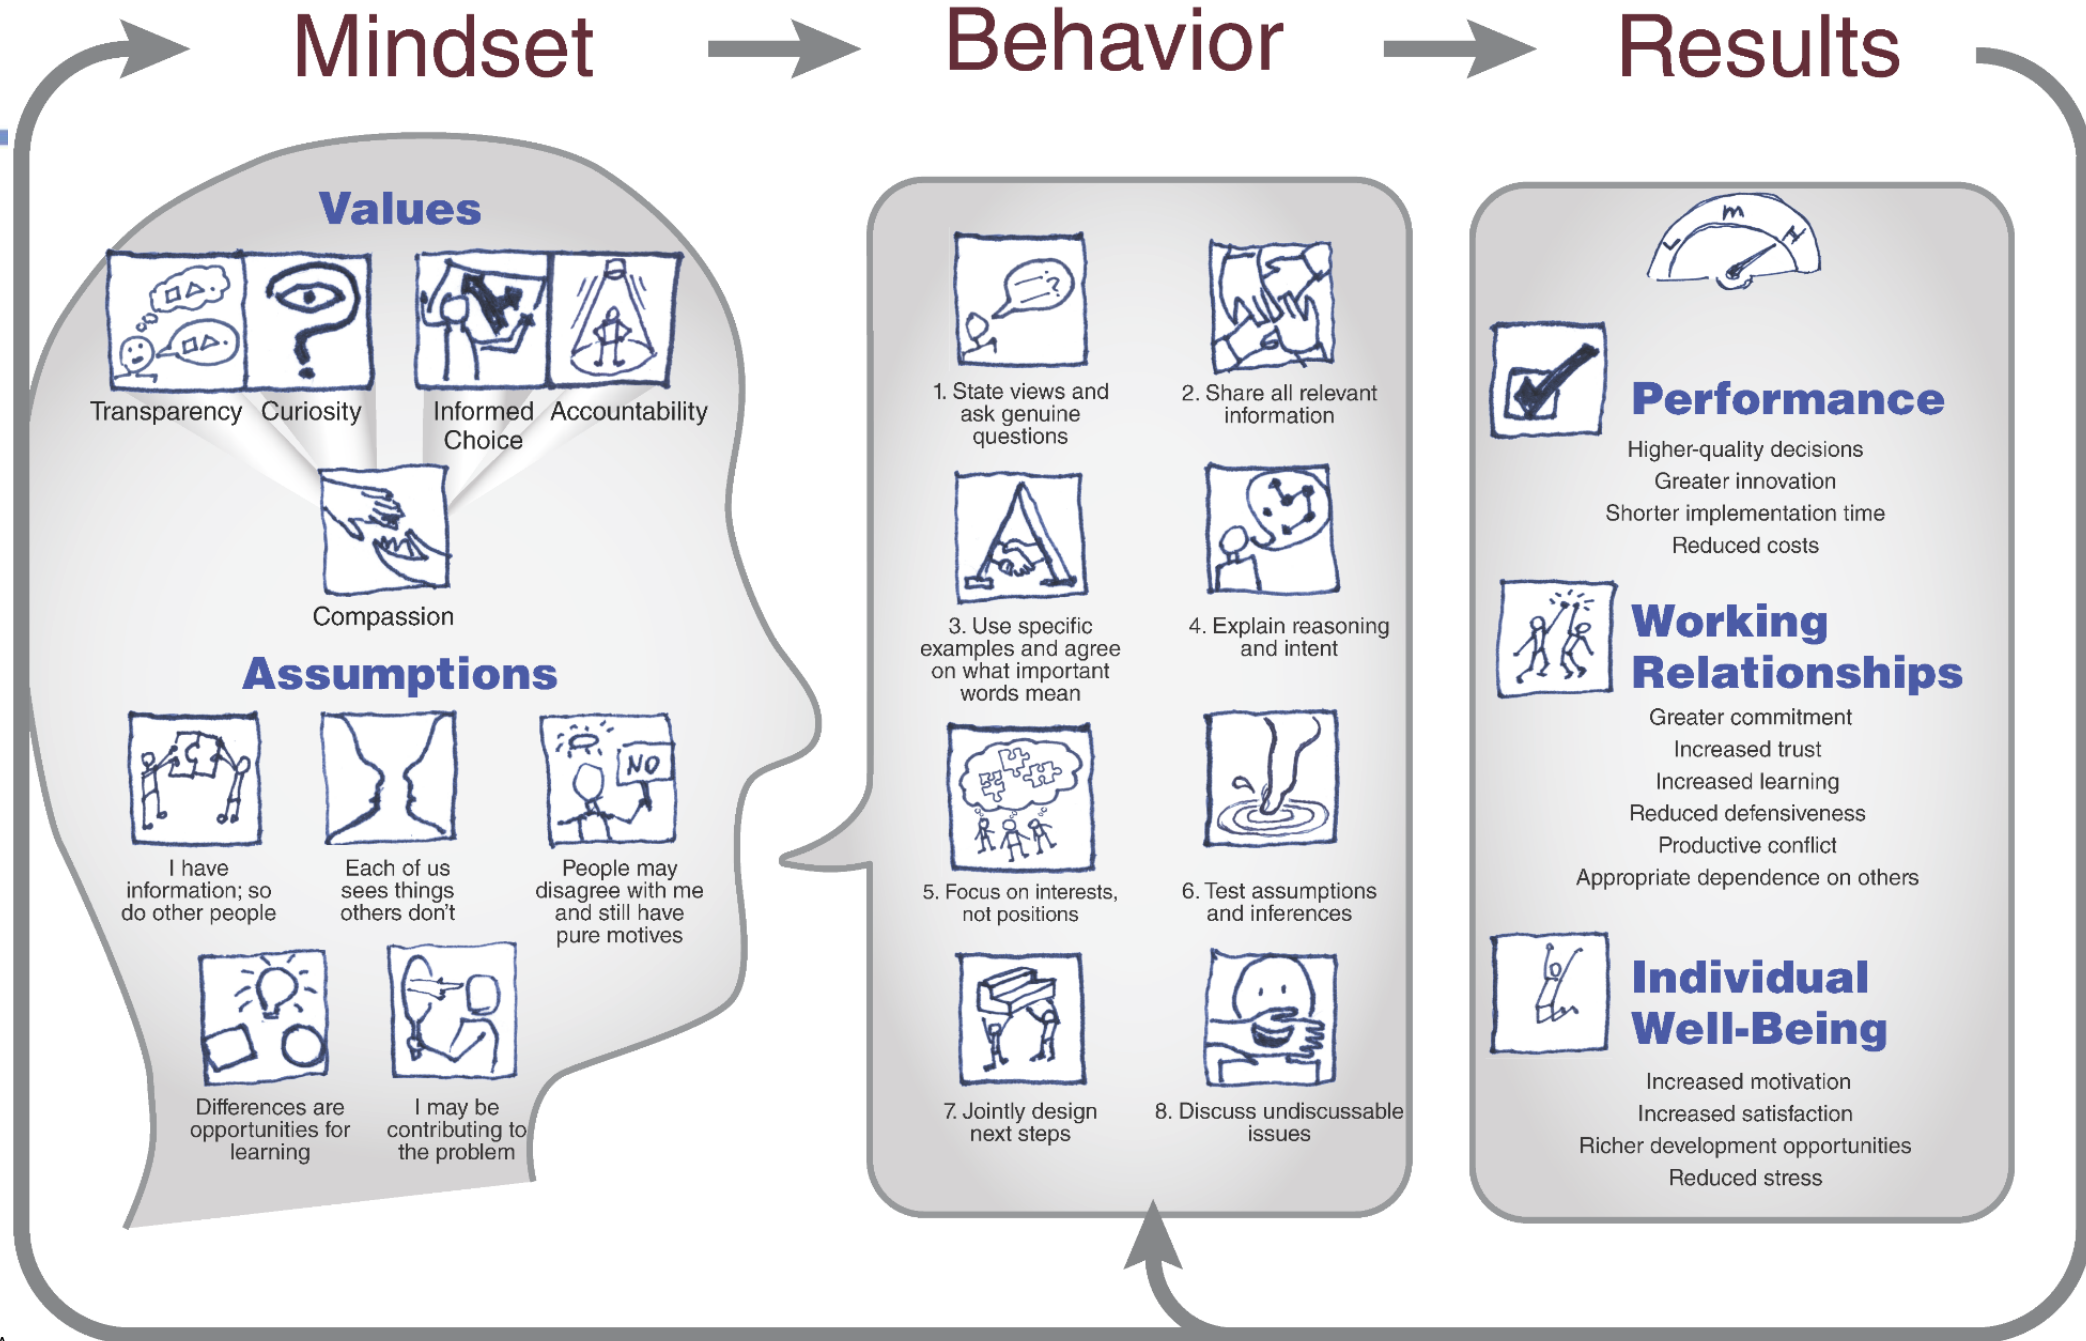 Mindset
Behavior
Results
Values
Transparency
Curiosity
Informed
Choice
Accountability
Compassion
Assumptions
NO
I have
information; so
do other people
Each of us
sees things
others don't
People may
disagree with me
and still have
pure motives
Differences are
opportunities for
learning
I may be
contributing to
the problem
?
1. State views and
ask genuine
questions
2. Share all relevant
information
3. Use specific
examples and agree
on what important
words mean
4. Explain reasoning
and intent
5. Focus on interests,
not positions
6. Test assumptions
and inferences
7. Jointly design
next steps
8. Discuss undiscussable
issues
L m H
Performance
Higher-quality decisions
Greater innovation
Shorter implementation time
Reduced costs
Working
Relationships
Greater commitment
Increased trust
Increased learning
Reduced defensiveness
Productive conflict
Appropriate dependence on others
Individual
Well-Being
Increased motivation
Increased satisfaction
Richer development opportunities
Reduced stress